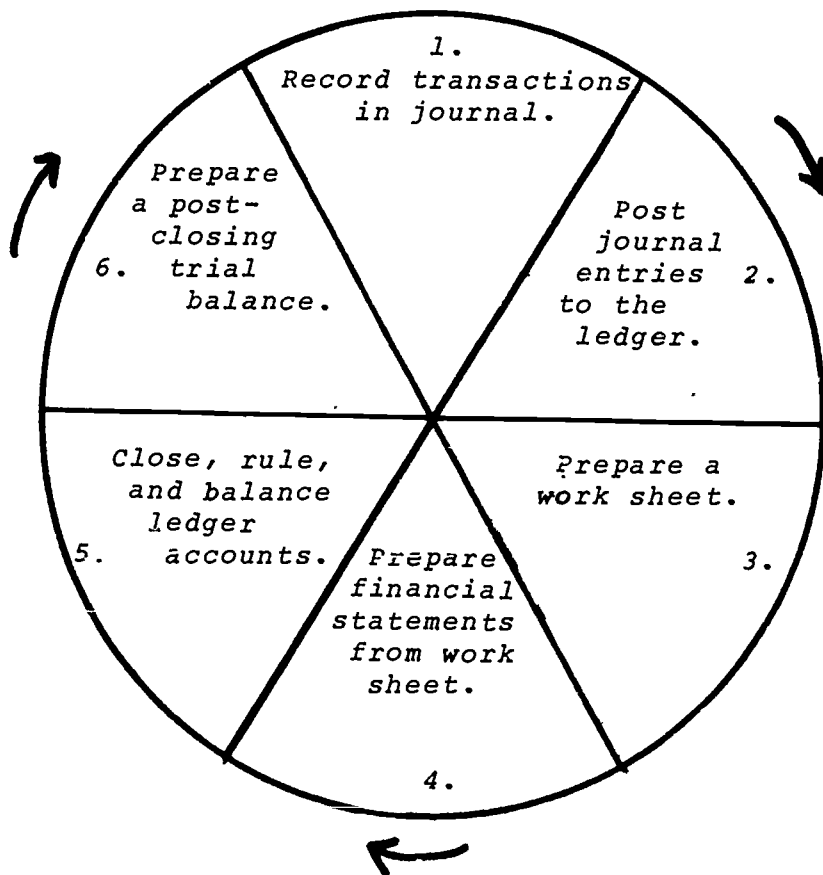 1.
Record transactions
in journal.
Post
journal
entries 2.
to the
ledger.
Prepare a
work sheet.
3.
Prepare
financial
statements
from work
sheet.
4.
Close, rule,
and balance
ledger
5. accounts.
Prepare
a post-
closing
6. trial
balance.